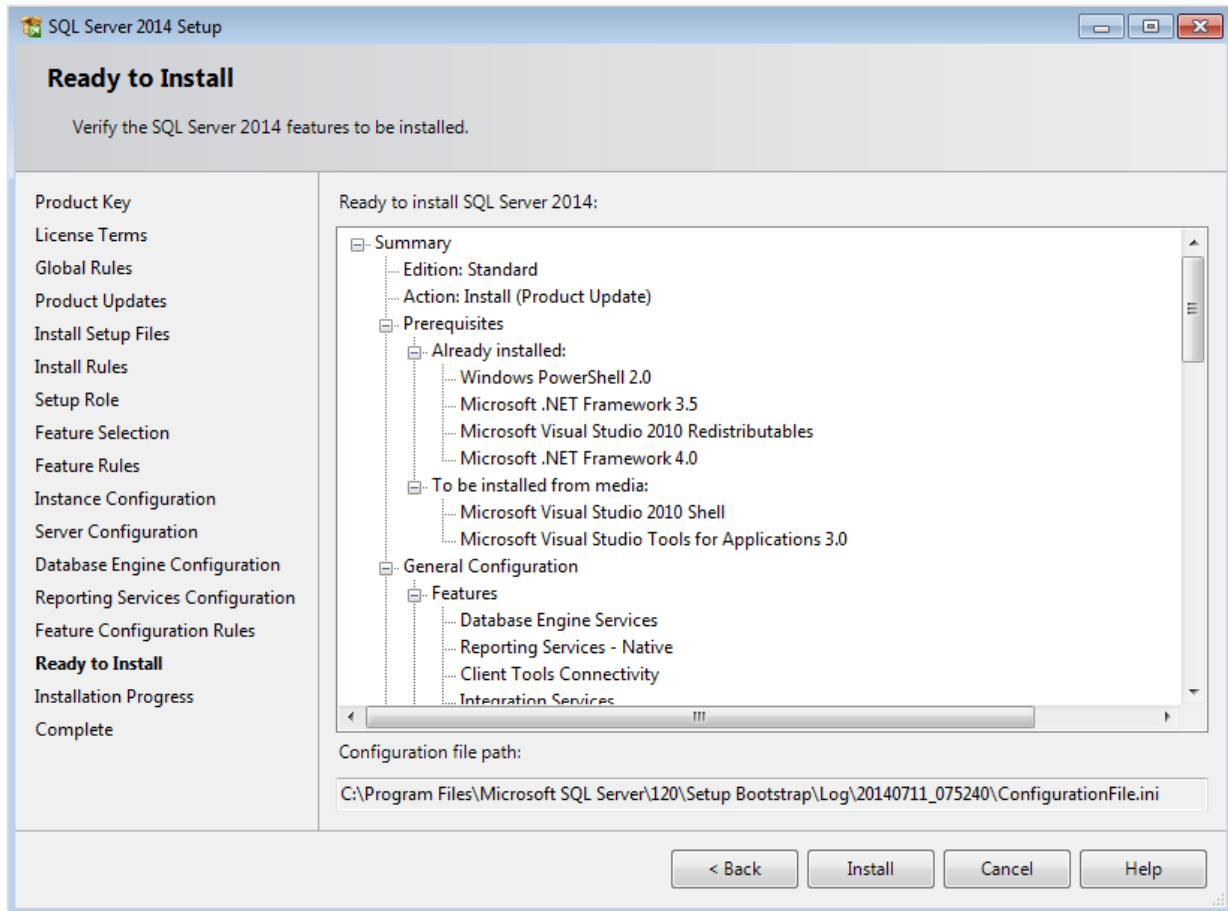 SQL Server 2014 Setup
Ready to Install
Verify the SQL Server 2014 features to be installed.
Product Key
License Terms
Global Rules
Product Updates
Install Setup Files
Install Rules
Setup Role
Feature Selection
Feature Rules
Instance Configuration
Server Configuration
Database Engine Configuration
Reporting Services Configuration
Feature Configuration Rules
Ready to Install
Installation Progress
Complete
Ready to install SQL Server 2014:
Summary
Edition: Standard
Action: Install (Product Update)
Prerequisites
Already installed:
Windows PowerShell 2.0
Microsoft .NET Framework 3.5
Microsoft Visual Studio 2010 Redistributables
Microsoft .NET Framework 4.0
To be installed from media:
Microsoft Visual Studio 2010 Shell
Microsoft Visual Studio Tools for Applications 3.0
General Configuration
Features
Database Engine Services
Reporting Services - Native
Client Tools Connectivity
Integration Services
Configuration file path:
C:\Program Files\Microsoft SQL Server\120\Setup Bootstrap\Log\20140711_075240\ConfigurationFile.ini
< Back
Install
Cancel
Help